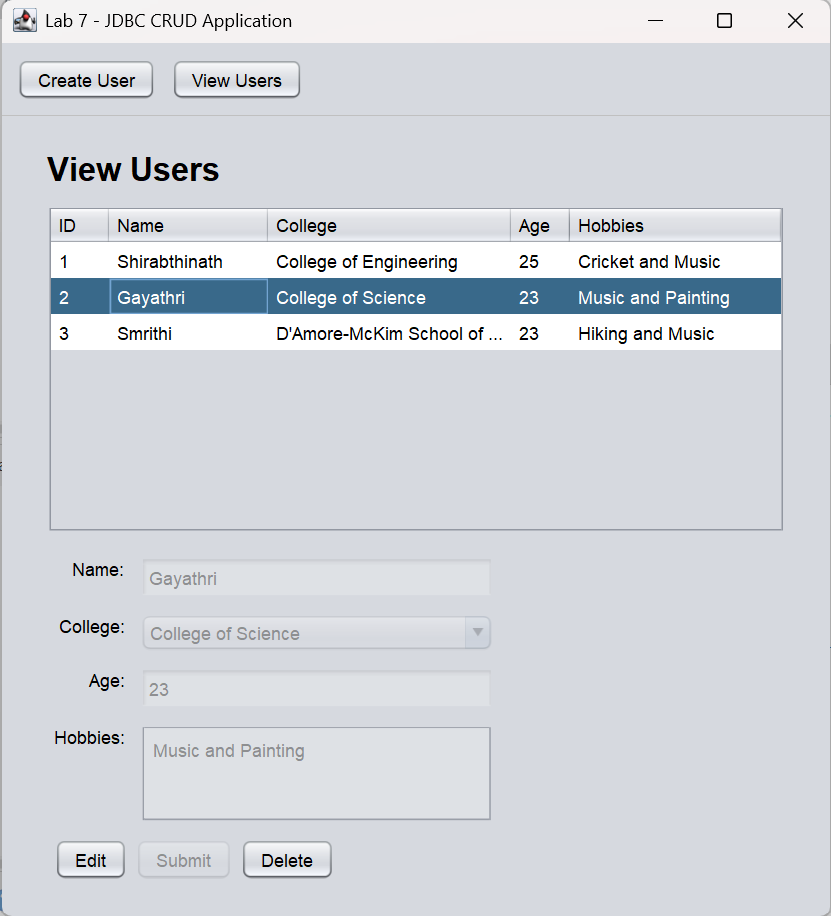 Lab 7 - JDBC CRUD Application
Create User View Users
View Users
ID Name College Age Hobbies
1 Shirabthinath College of Engineering 25 Cricket and Music
2 Gayathri College of Science 23 Music and Painting
3 Smrithi D'Amore-McKim School of ... 23 Hiking and Music
Name: Gayathri
College: College of Science
Age: 23
Hobbies: Music and Painting
Edit Submit Delete